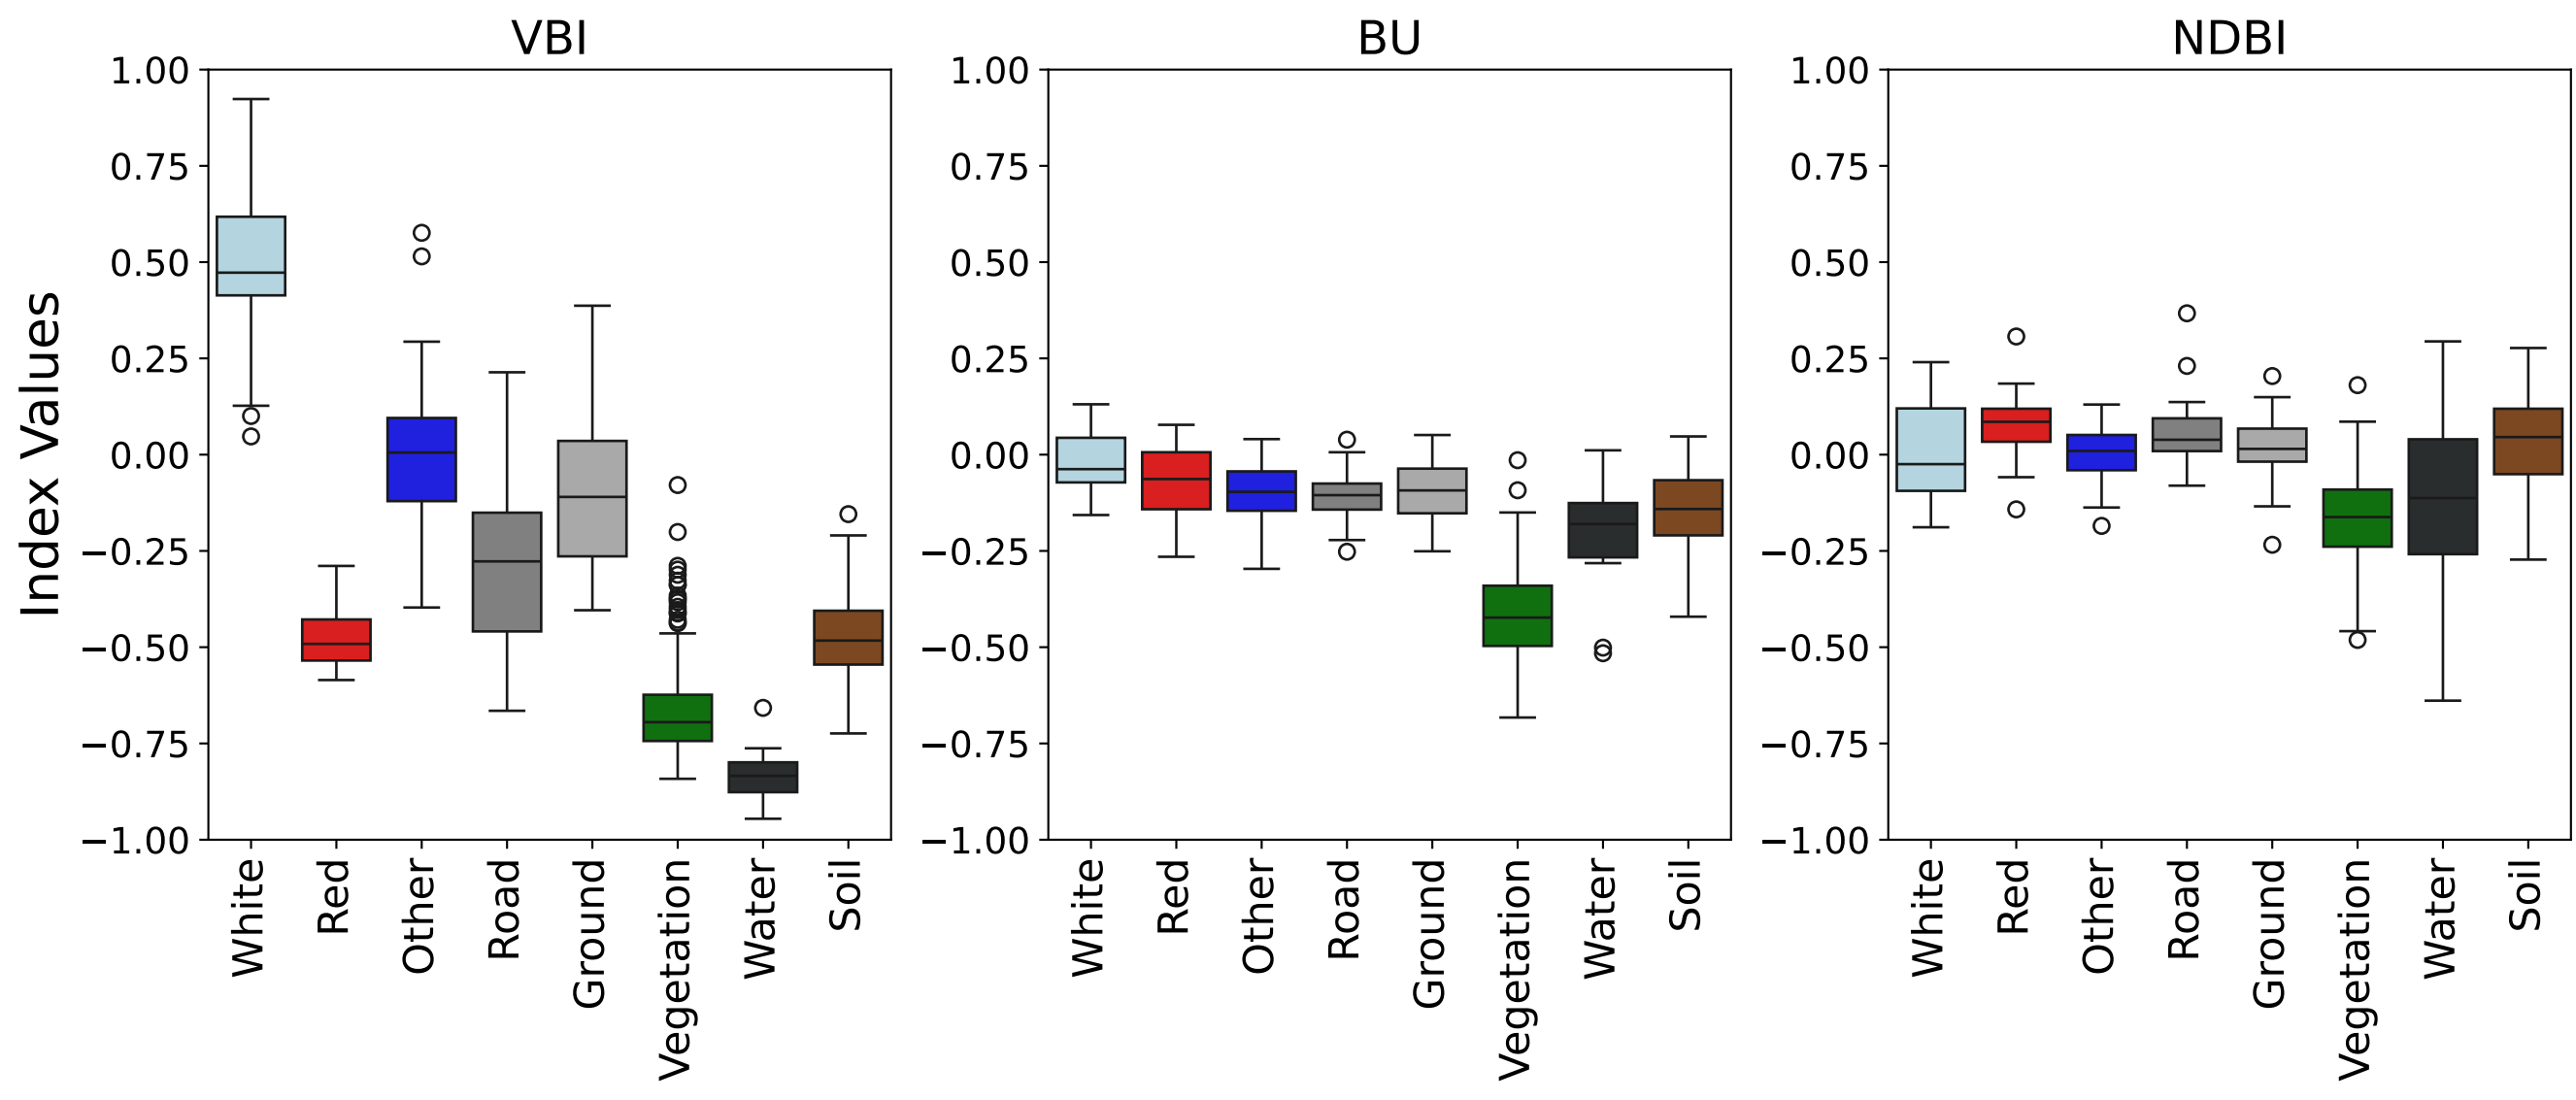 VBI
BU
NDBI
Index Values
1.00
0.75
0.50
0.25
0.00
−0.25
−0.50
−0.75
−1.00
White
Red
Other
Road
Ground
Vegetation
Water
Soil
1.00
0.75
0.50
0.25
0.00
−0.25
−0.50
−0.75
−1.00
White
Red
Other
Road
Ground
Vegetation
Water
Soil
1.00
0.75
0.50
0.25
0.00
−0.25
−0.50
−0.75
−1.00
White
Red
Other
Road
Ground
Vegetation
Water
Soil